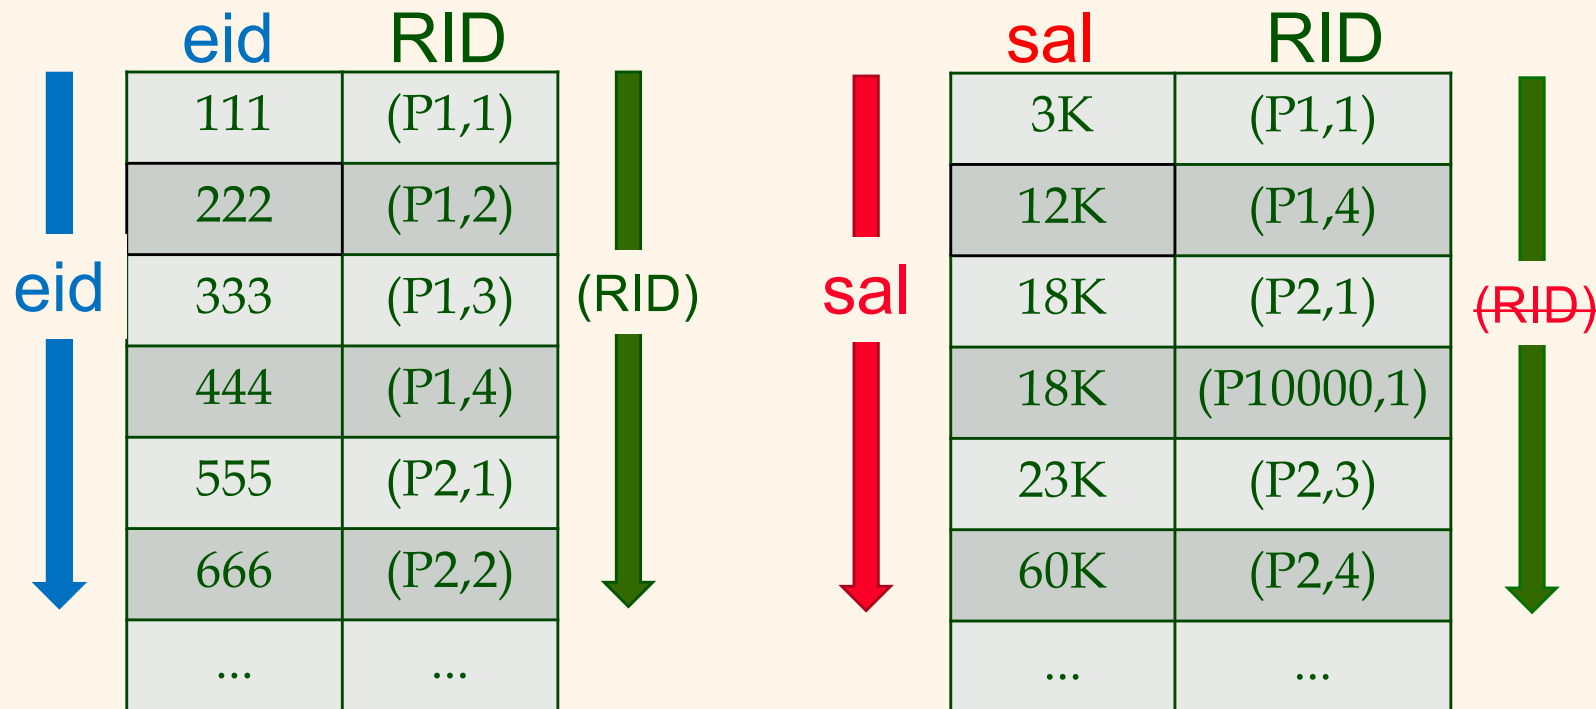 eid RID
111 (P1,1)
222 (P1,2)
333 (P1,3)
444 (P1,4)
555 (P2,1)
666 (P2,2)
... ...
eid
(RID)
sal RID
3K (P1,1)
12K (P1,4)
18K (P2,1)
18K (P10000,1)
23K (P2,3)
60K (P2,4)
... ...
sal
(RID)